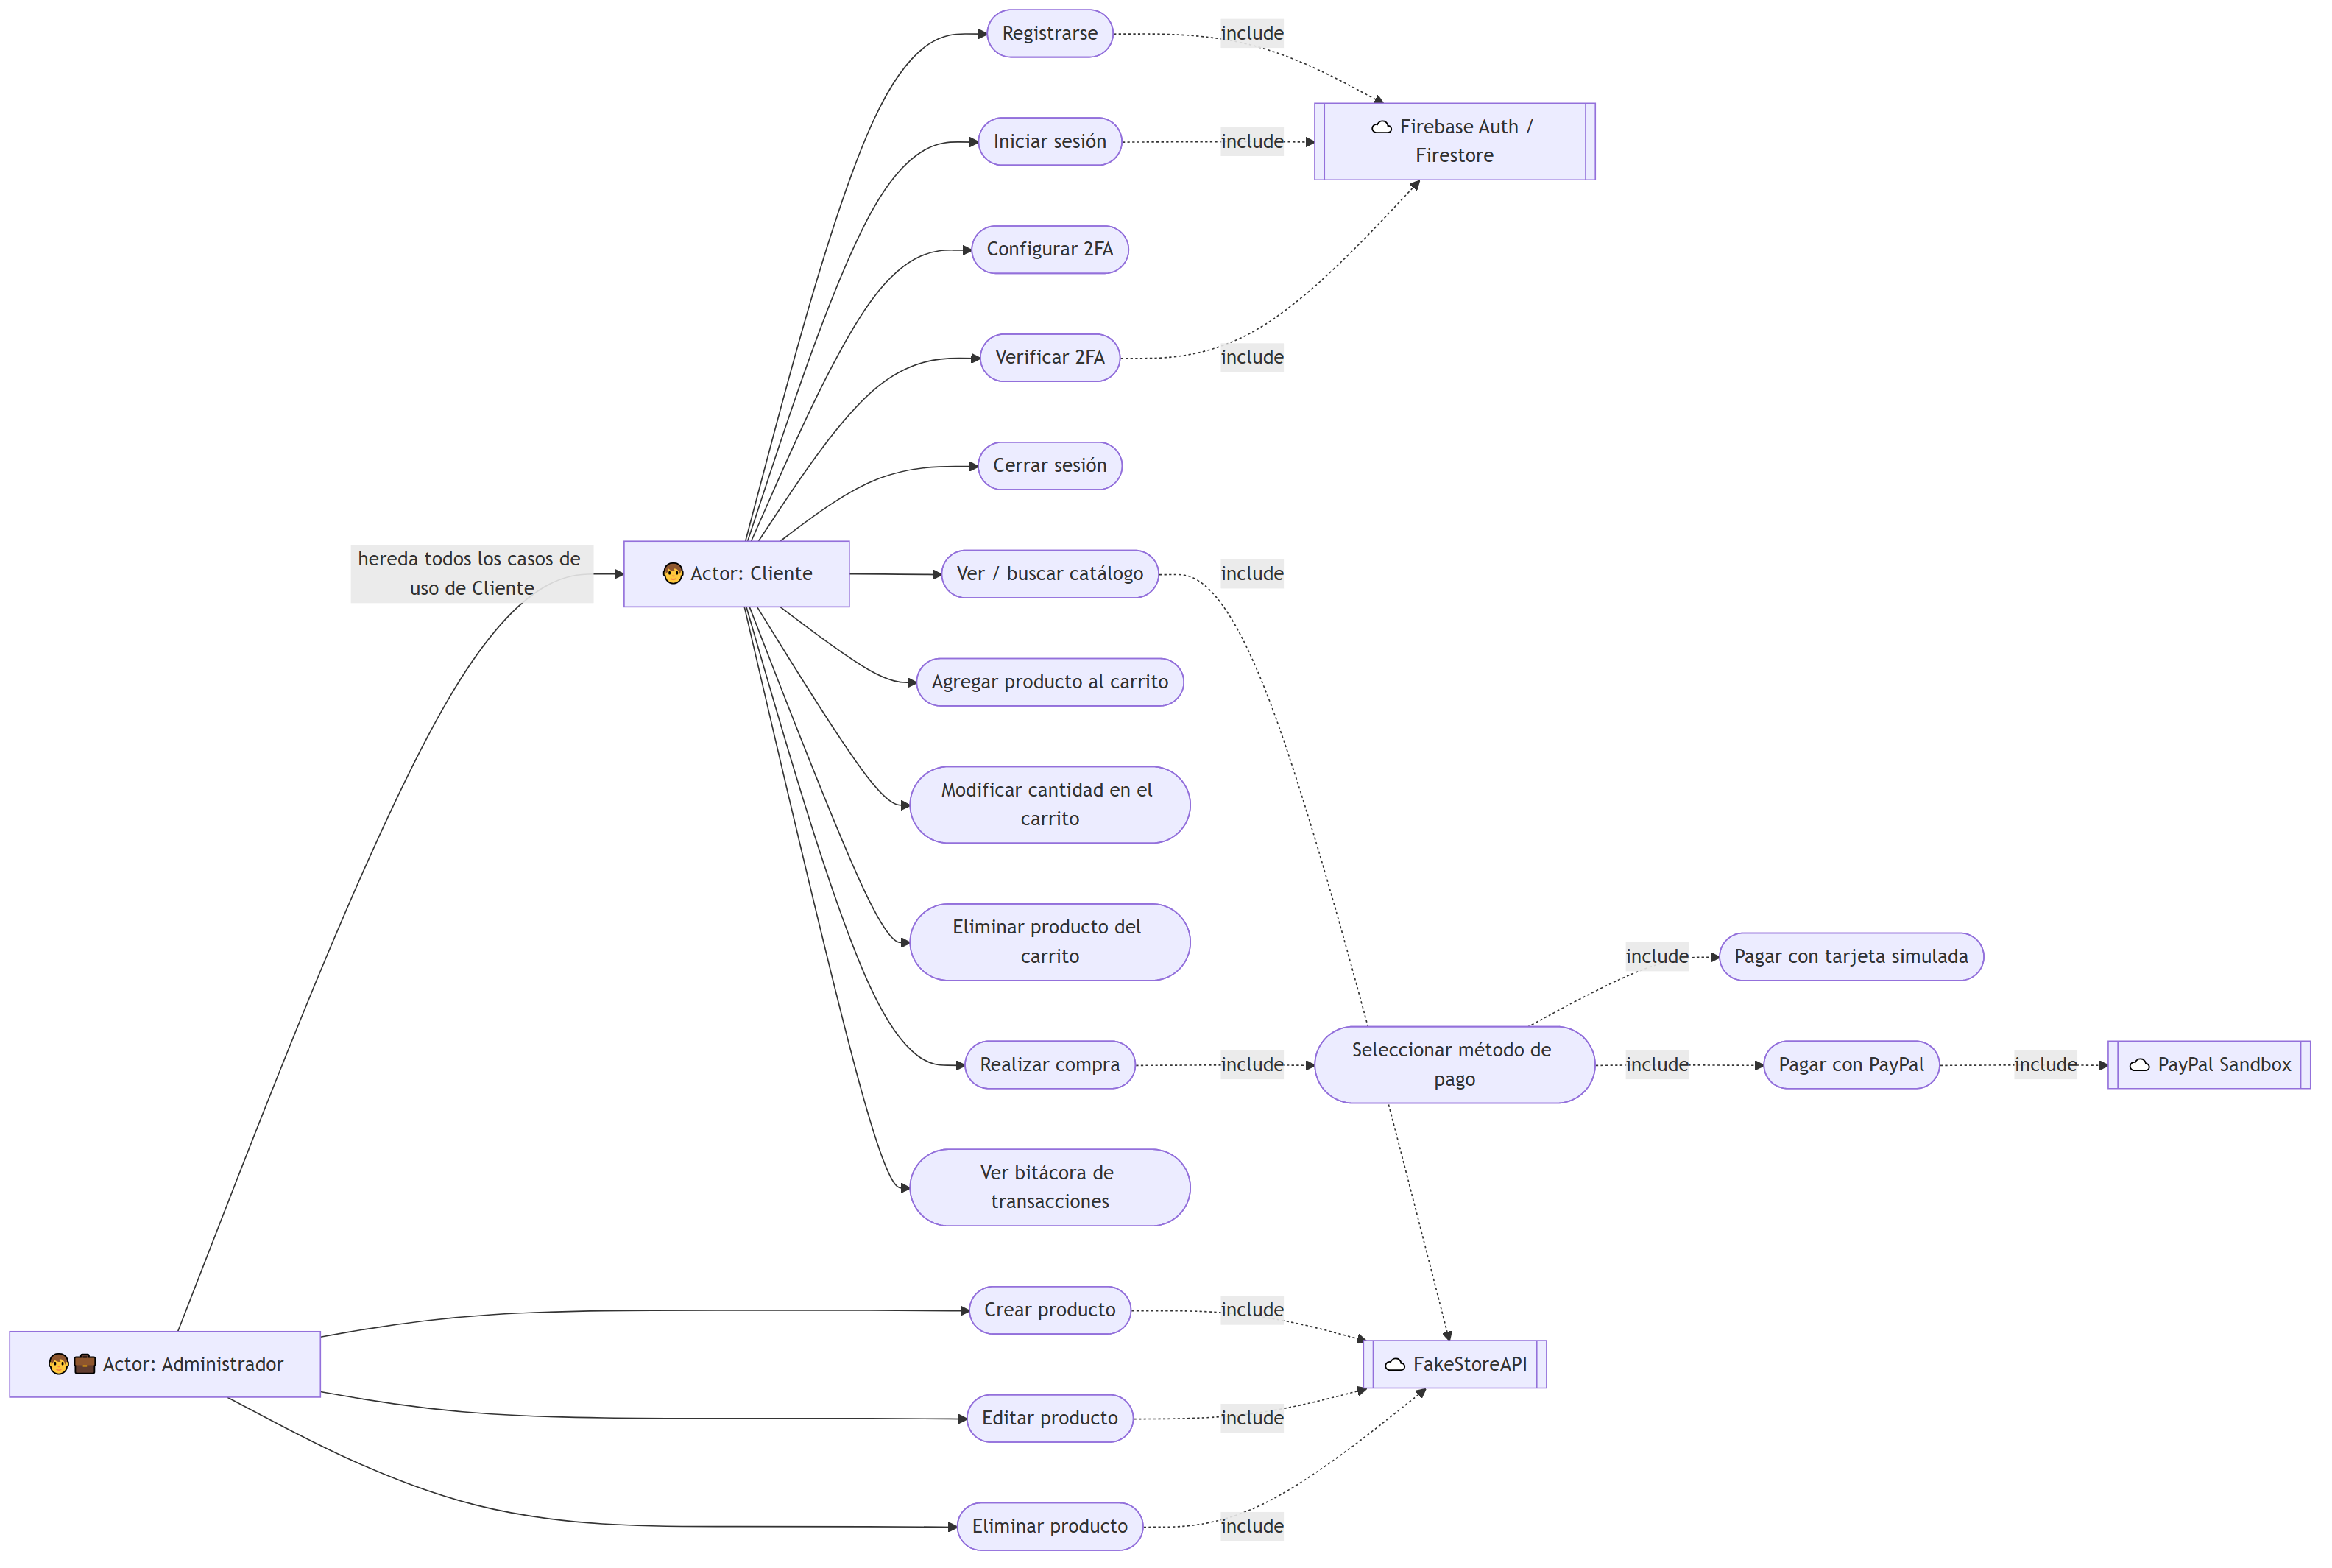 Registrarse
include
Iniciar sesión
include
Firebase Auth /
Firestore
Configurar 2FA
Verificar 2FA
include
Cerrar sesión
hereda todos los casos de
uso de Cliente
Actor: Cliente
Ver / buscar catálogo
include
Agregar producto al carrito
Modificar cantidad en el
carrito
Eliminar producto del
carrito
include
Pagar con tarjeta simulada
Realizar compra
include
Seleccionar método de
pago
include
Pagar con PayPal
include
PayPal Sandbox
Ver bitácora de
transacciones
Crear producto
include
Actor: Administrador
FakeStoreAPI
Editar producto
include
Eliminar producto
include